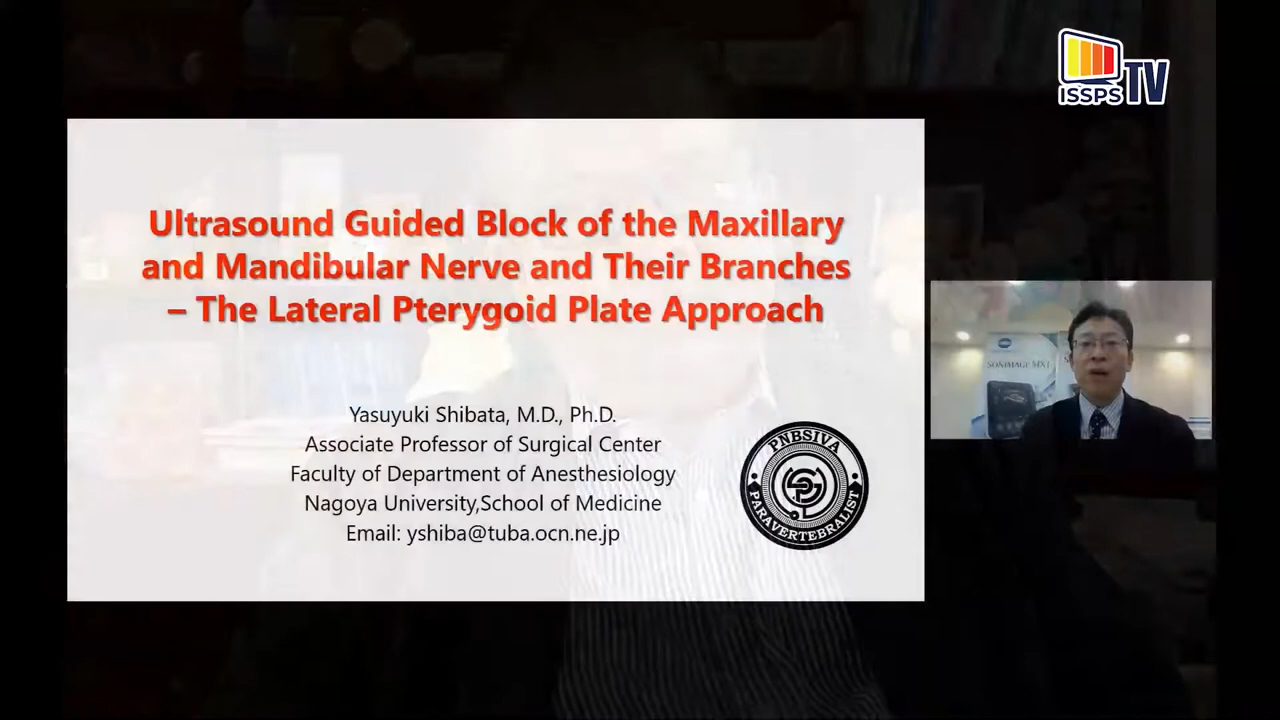 ISSPS TV
Ultrasound Guided Block of the Maxillary
and Mandibular Nerve and Their Branches
– The Lateral Pterygoid Plate Approach
SONIMAGE MX1
Yasuyuki Shibata, M.D., Ph.D.
Associate Professor of Surgical Center
Faculty of Department of Anesthesiology
Nagoya University,School of Medicine
Email: yshiba@tuba.ocn.ne.jp
PNBSIVA
PARAVERTEBRALIST